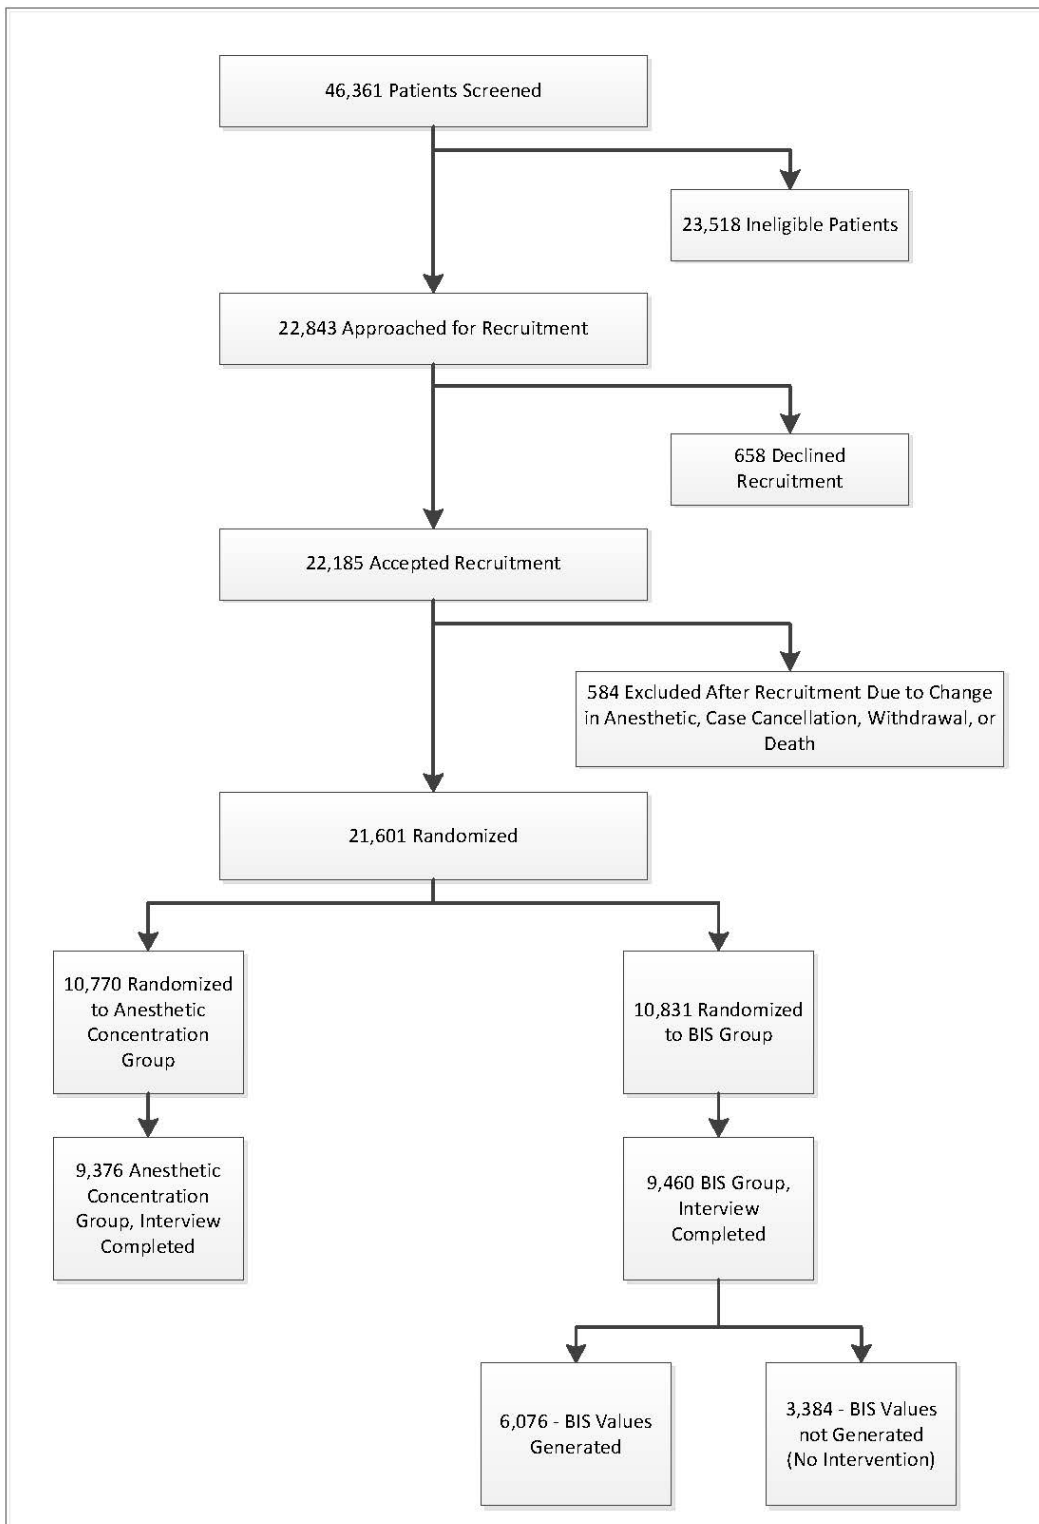 46,361 Patients Screened
23,518 Ineligible Patients
22,843 Approached for Recruitment
658 Declined
Recruitment
22,185 Accepted Recruitment
584 Excluded After Recruitment Due to Change
in Anesthetic, Case Cancellation, Withdrawal, or
Death
21,601 Randomized
10,770 Randomized
to Anesthetic
Concentration
Group
10,831 Randomized
to BIS Group
9,376 Anesthetic
Concentration
Group, Interview
Completed
9,460 BIS Group,
Interview
Completed
6,076 - BIS Values
Generated
3,384 - BIS Values
not Generated
(No Intervention)